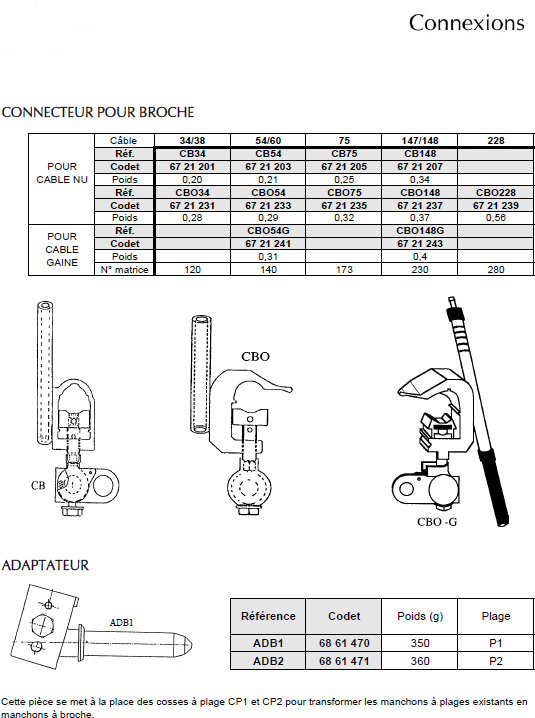 Connexions
CONNECTEUR POUR BROCHE
Câble 34/38 54/60 75 147/148 228
POUR CABLE NU
Réf. CB34 CB54 CB75 CB148
Codet 67 21 201 67 21 203 67 21 205 67 21 207
Poids 0,20 0,21 0,25 0,34
Réf. CBO34 CBO54 CBO75 CBO148 CBO228
Codet 67 21 231 67 21 233 67 21 235 67 21 237 67 21 239
Poids 0,28 0,29 0,32 0,37 0,56
POUR CABLE GAINE
Réf. CBO54G CBO148G
Codet 67 21 241 67 21 243
Poids 0,31 0,4
N° matrice 120 140 173 230 280
CBO
CB
CBO -G
ADAPTATEUR
ADB1
Référence Codet Poids (g) Plage
ADB1 68 61 470 350 P1
ADB2 68 61 471 360 P2
Cette pièce se met à la place des cosses à plage CP1 et CP2 pour transformer les manchons à plages existants en
manchons à broche.